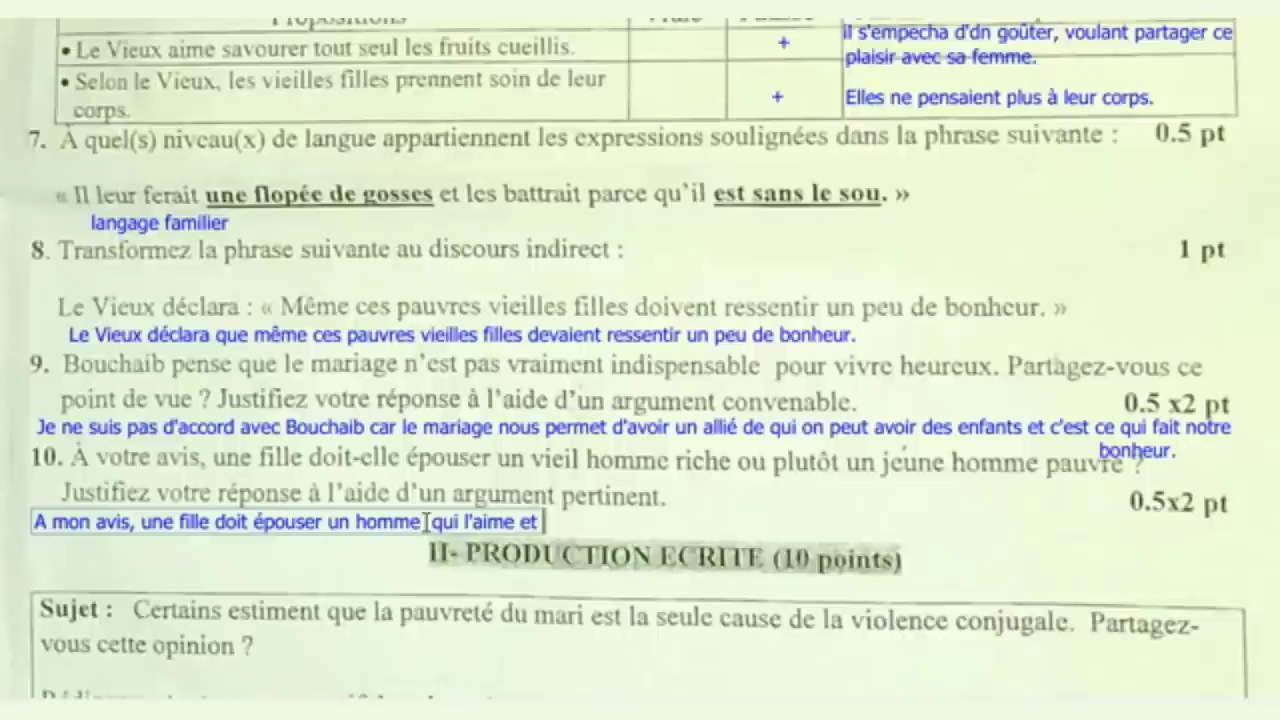 Propositions
il s'empecha d'dn goûter, voulant partager ce
• Le Vieux aime savourer tout seul les fruits cueillis. +
plaisir avec sa femme.
• Selon le Vieux, les vieilles filles prennent soin de leur
corps. + Elles ne pensaient plus à leur corps.
7. À quel(s) niveau(x) de langue appartiennent les expressions soulignées dans la phrase suivante : 0.5 pt
« Il leur ferait une flopée de gosses et les battrait parce qu'il est sans le sou. »
langage familier
8. Transformez la phrase suivante au discours indirect : 1 pt
Le Vieux déclara : « Même ces pauvres vieilles filles doivent ressentir un peu de bonheur. »
Le Vieux déclara que même ces pauvres vieilles filles devaient ressentir un peu de bonheur.
9. Bouchaib pense que le mariage n'est pas vraiment indispensable pour vivre heureux. Partagez-vous ce
point de vue ? Justifiez votre réponse à l'aide d'un argument convenable. 0.5 x2 pt
Je ne suis pas d'accord avec Bouchaib car le mariage nous permet d'avoir un allié de qui on peut avoir des enfants et c'est ce qui fait notre
bonheur.
10. À votre avis, une fille doit-elle épouser un vieil homme riche ou plutôt un jeune homme pauvre ?
Justifiez votre réponse à l'aide d'un argument pertinent. 0.5x2 pt
A mon avis, une fille doit épouser un homme qui l'aime et
II- PRODUCTION ECRITE (10 points)
Sujet : Certains estiment que la pauvreté du mari est la seule cause de la violence conjugale. Partagez-
vous cette opinion ?